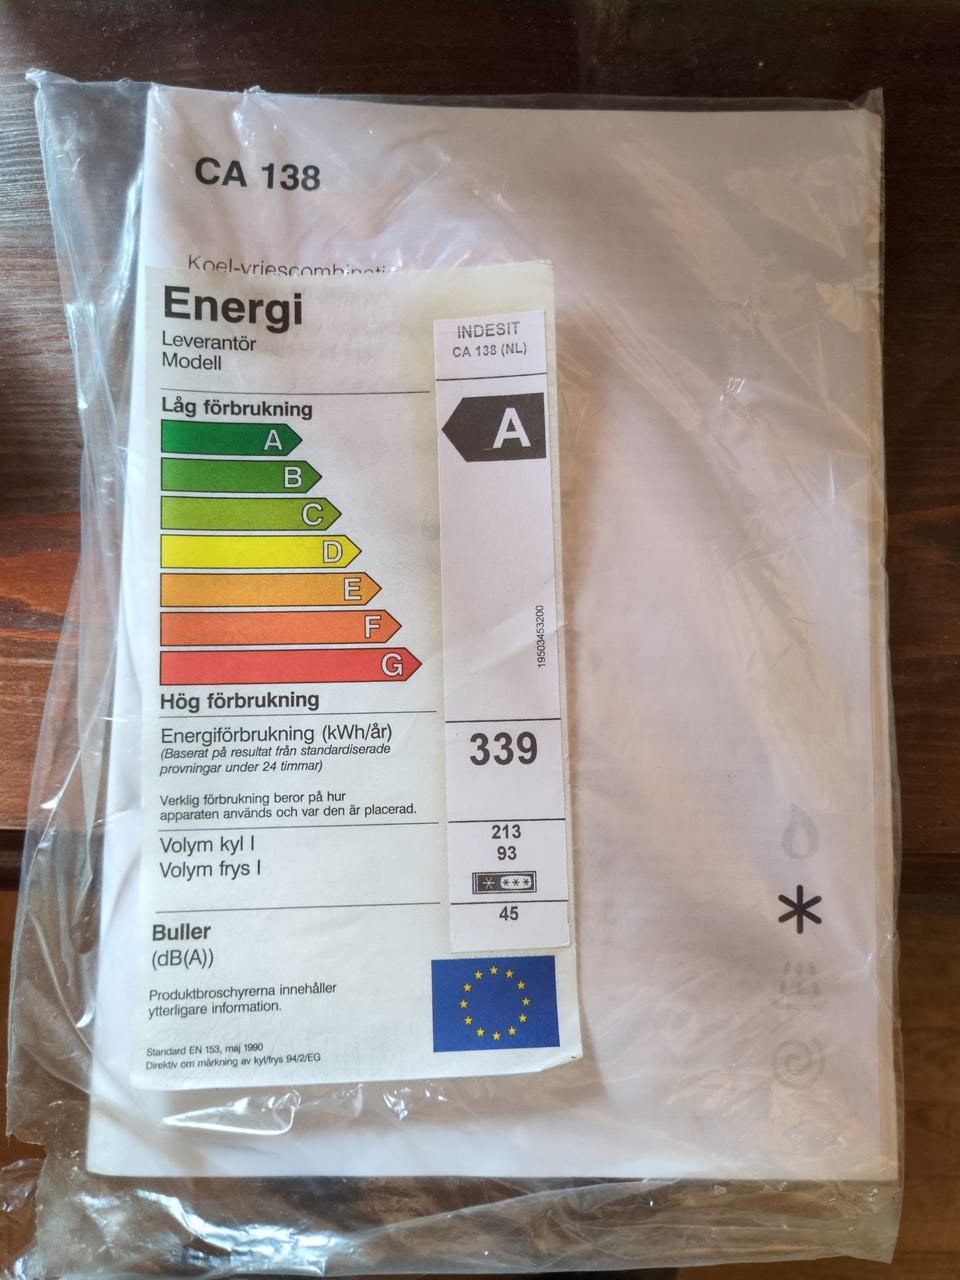 CA 138
Koel-vriescombinati
Energi
Leverantör
Modell
INDESIT
CA 138 (NL)
Låg förbrukning
A
B
C
D
E
F
G
A
19503453200
Hög förbrukning
Energiförbrukning (kWh/år)
(Baserat på resultat från standardiserade
provningar under 24 timmar)
339
Verklig förbrukning beror på hur
apparaten används och var den är placerad.
Volym kyl l
Volym frys l
213
93
* ***
Buller
(dB(A))
45
Produktbroschyrerna innehåller
ytterligare information.
Standard EN 153, maj 1990
Direktiv om märkning av kyl/frys 94/2/EG